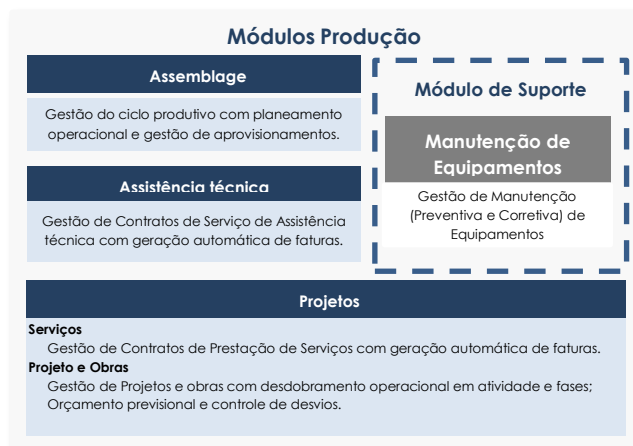 Módulos Produção
Assemblage
Gestão do ciclo produtivo com planeamento
operacional e gestão de aprovisionamentos.
Assistência técnica
Gestão de Contratos de Serviço de Assistência
técnica com geração automática de faturas.
Módulo de Suporte
Manutenção de
Equipamentos
Gestão de Manutenção
(Preventiva e Corretiva) de
Equipamentos
Projetos
Serviços
Gestão de Contratos de Prestação de Serviços com geração automática de faturas.
Projeto e Obras
Gestão de Projetos e obras com desdobramento operacional em atividade e fases;
Orçamento previsional e controle de desvios.